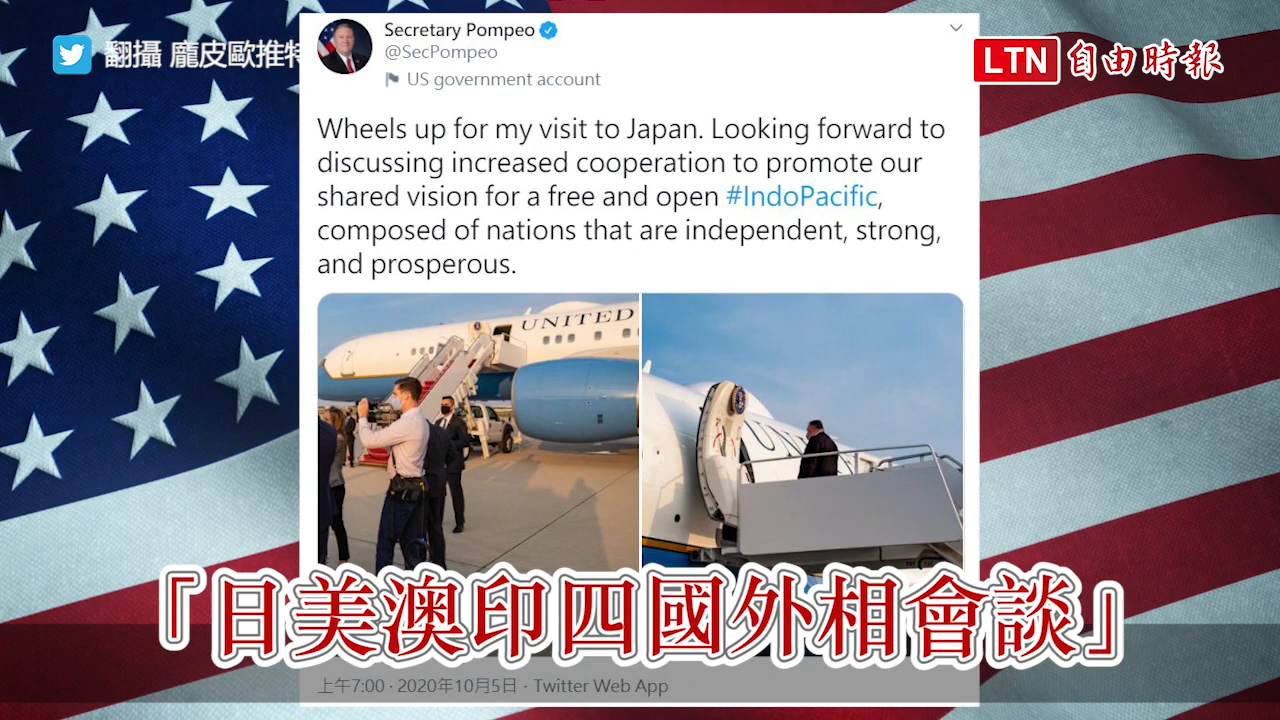 翻攝 龐皮歐推特
Secretary Pompeo
@SecPompeo
US government account
LTN 自由時報
Wheels up for my visit to Japan. Looking forward to
discussing increased cooperation to promote our
shared vision for a free and open #IndoPacific,
composed of nations that are independent, strong,
and prosperous.
UNITED
UN
「日美澳印四國外相會談」
上午7:00 · 2020年10月5日 · Twitter Web App